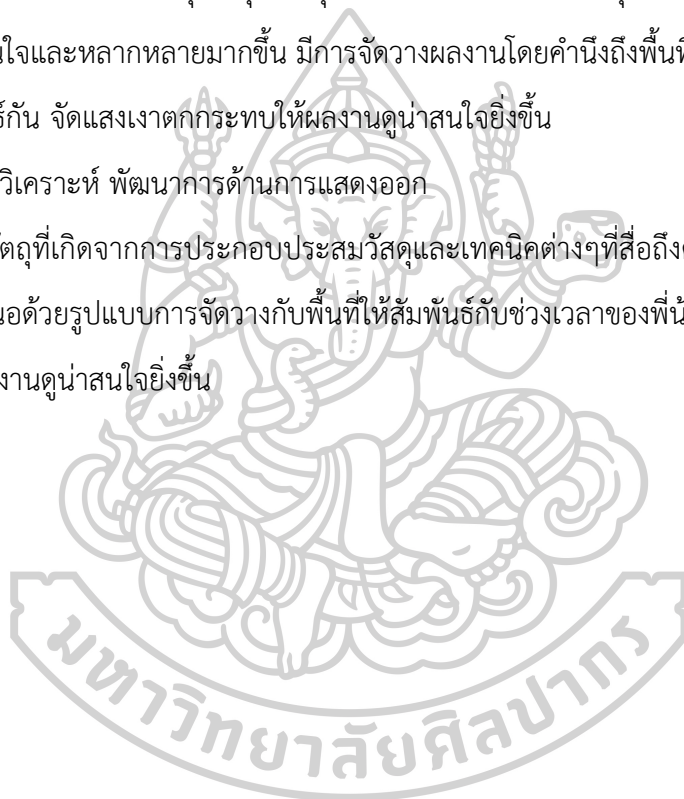 นใจและหลากหลายมากขึ้น มีการจัดวางผลงานโดยคำนึงถึงพื้นที
ธ์กัน จัดแสงเงาตกกระทบให้ผลงานดูน่าสนใจยิ่งขึ้น
วิเคราะห์ พัฒนาการด้านการแสดงออก
ัตถุที่เกิดจากการประกอบประสมวัสดุและเทคนิคต่างๆที่สื่อถึง
นอด้วยรูปแบบการจัดวางกับพื้นที่ให้สัมพันธ์กับช่วงเวลาของพี่น้
งานดูน่าสนใจยิ่งขึ้น
มหาวิทยาลัยศิลปากร